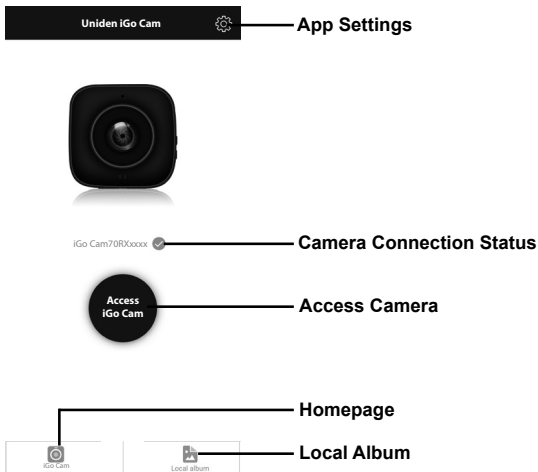 Uniden iGo Cam
App Settings
iGo Cam70RXxxxx
Camera Connection Status
Access
iGo Cam
Access Camera
Homepage
iGo Cam
Local album
Local Album